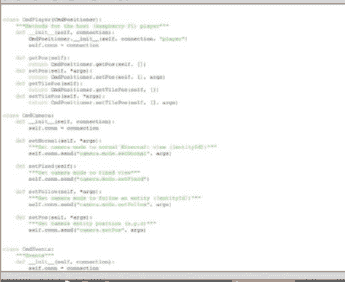 class CmdPlayer(CmdPositioner):
"""Methods for the host (Raspberry Pi) player"""
def __init__(self, connection):
CmdPositioner.__init__(self, connection, "player")
self.conn = connection
def getPos(self):
return CmdPositioner.getPos(self, [])
def setPos(self, *args):
return CmdPositioner.setPos(self, [], args)
def getTilePos(self):
return CmdPositioner.getTilePos(self, [])
def setTilePos(self, *args):
return CmdPositioner.setTilePos(self, [], args)
class CmdCamera:
def __init__(self, connection):
self.conn = connection
def setNormal(self, *args):
"""Set camera mode to normal Minecraft view ([entityId])"""
self.conn.send("camera.mode.setNormal", args)
def setFixed(self):
"""Set camera mode to fixed view"""
self.conn.send("camera.mode.setFixed")
def setFollow(self, *args):
"""Set camera mode to follow an entity ([entityId])"""
self.conn.send("camera.mode.setFollow", args)
def setPos(self, *args):
"""Set camera entity position (x,y,z)"""
self.conn.send("camera.setPos", args)
class CmdEvents:
"""Events"""
def __init__(self, connection):
self.conn = connection